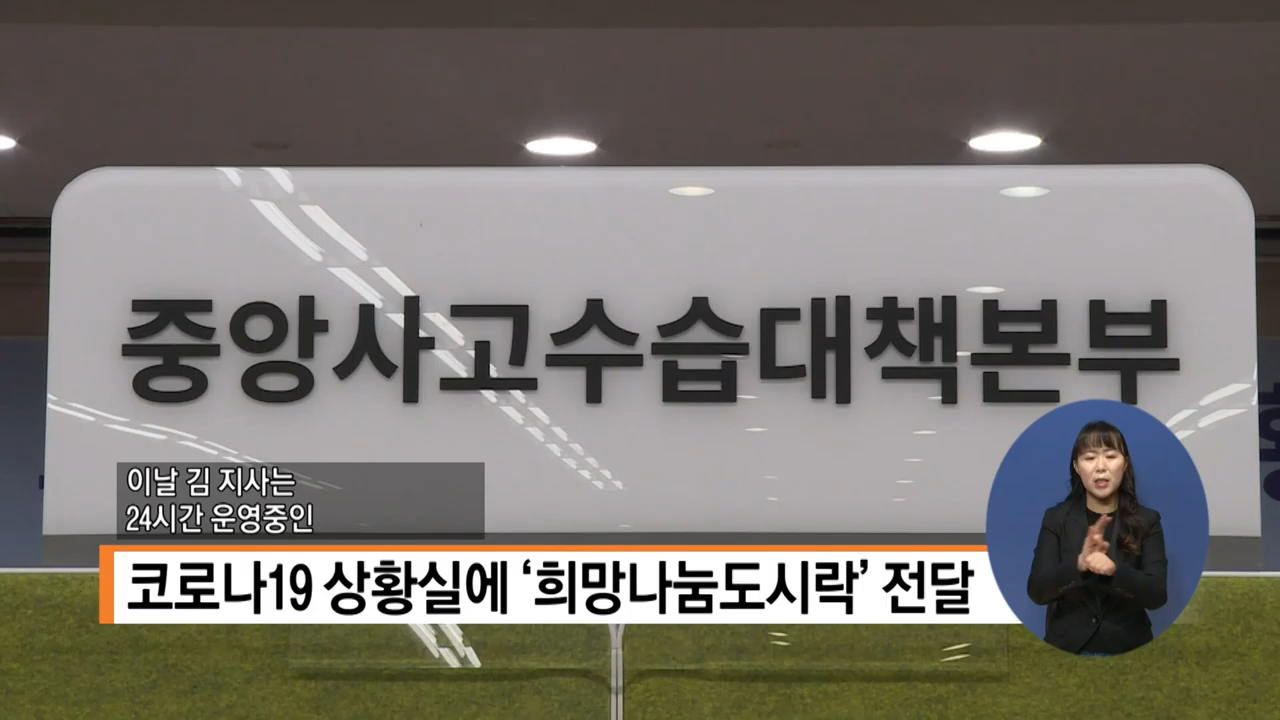 중앙사고수습대책본부
이날 김 지사는
24시간 운영중인
코로나19 상황실에 ‘희망나눔도시락’ 전달